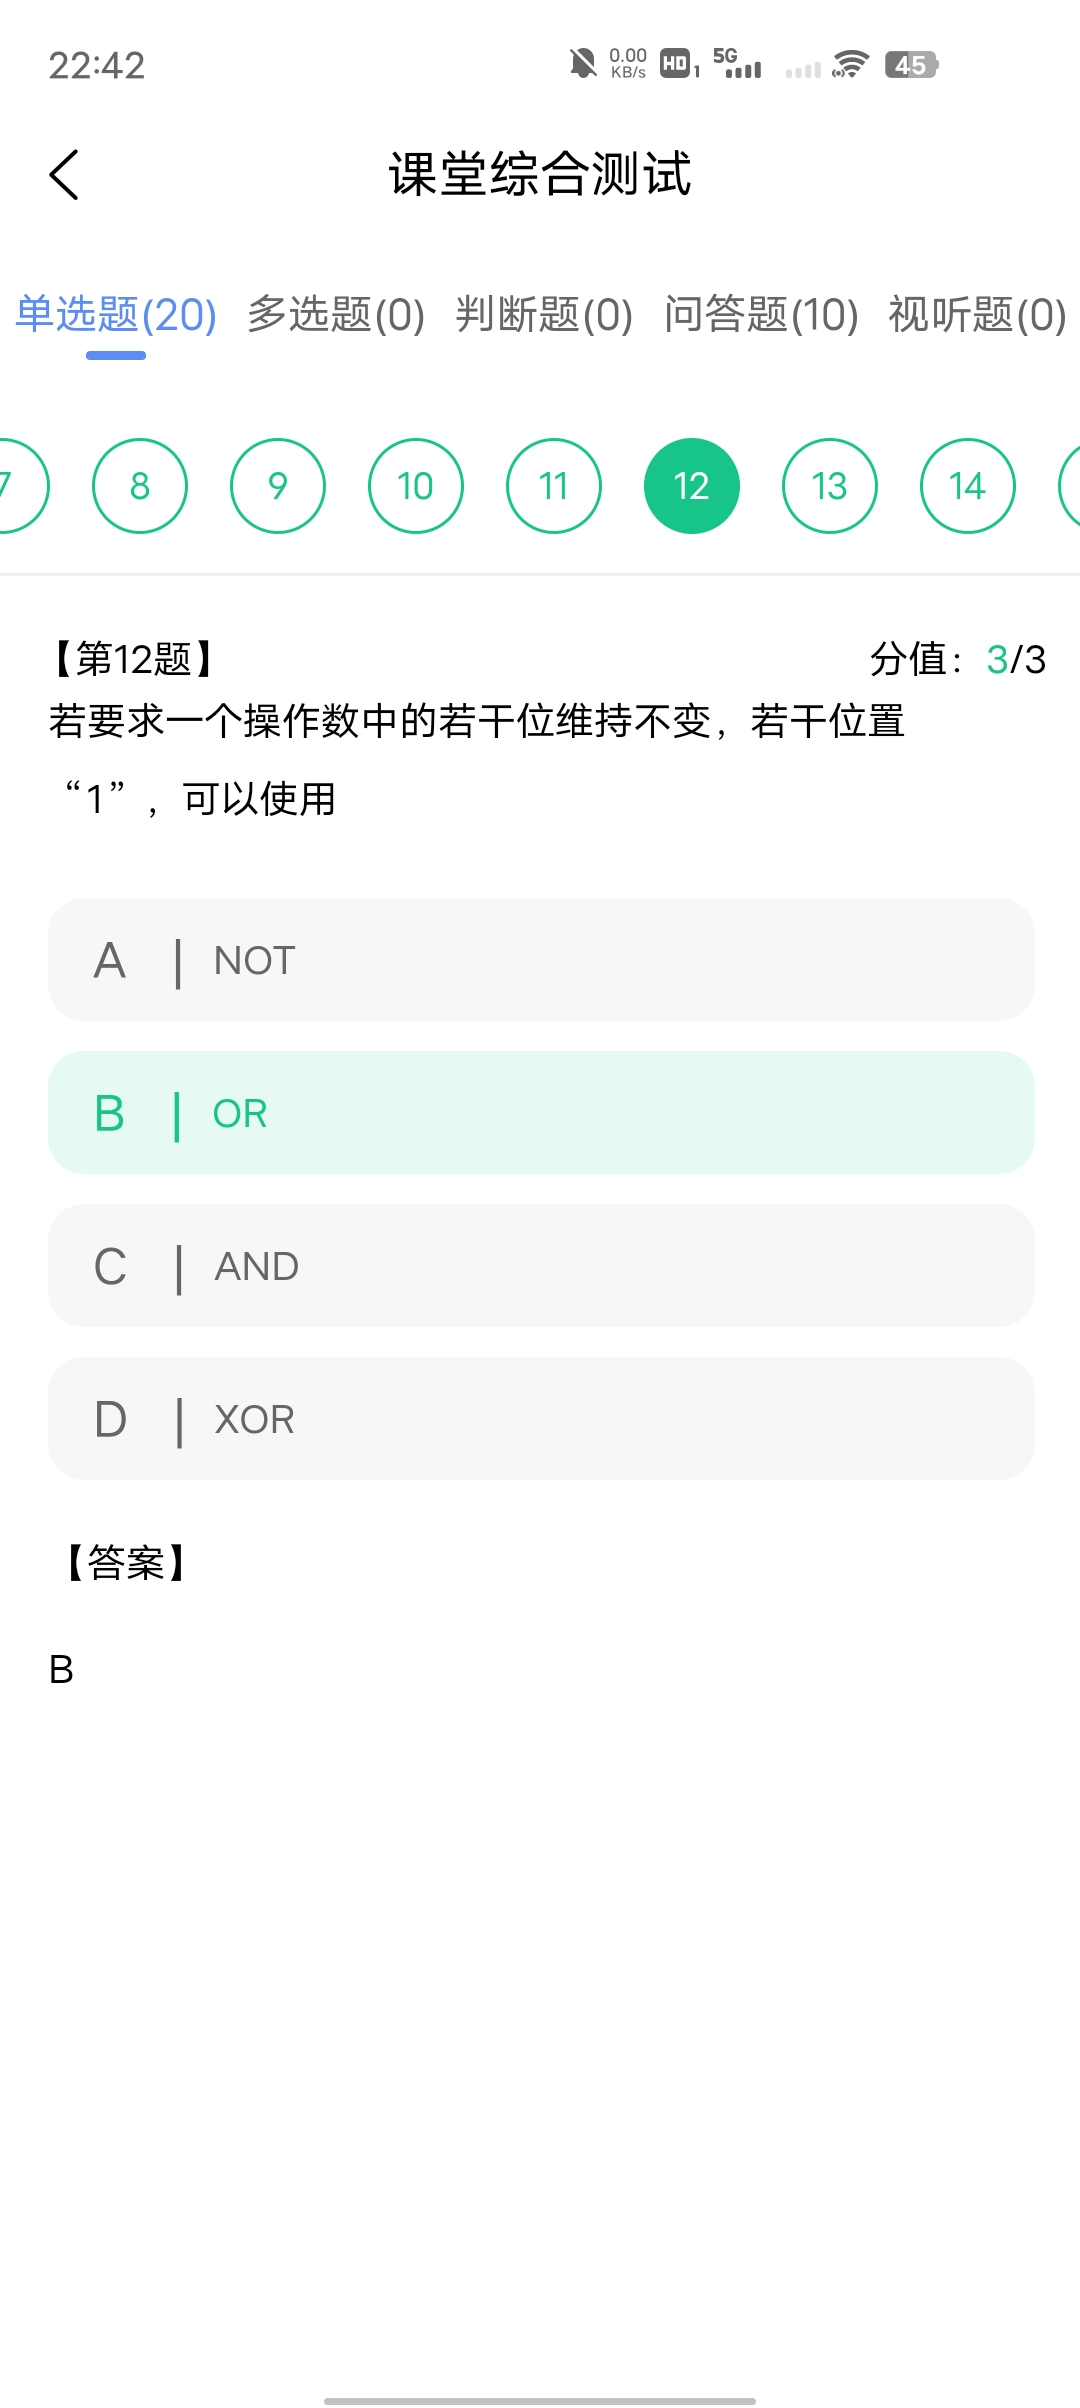 22:42 0.00 KB/s HD 1 5G 45
课堂综合测试
单选题(20) 多选题(0) 判断题(0) 问答题(10) 视听题(0)
7 8 9 10 11 12 13 14
【第12题】 分值：3/3
若要求一个操作数中的若干位维持不变，若干位置
“1”，可以使用
A | NOT
B | OR
C | AND
D | XOR
【答案】
B